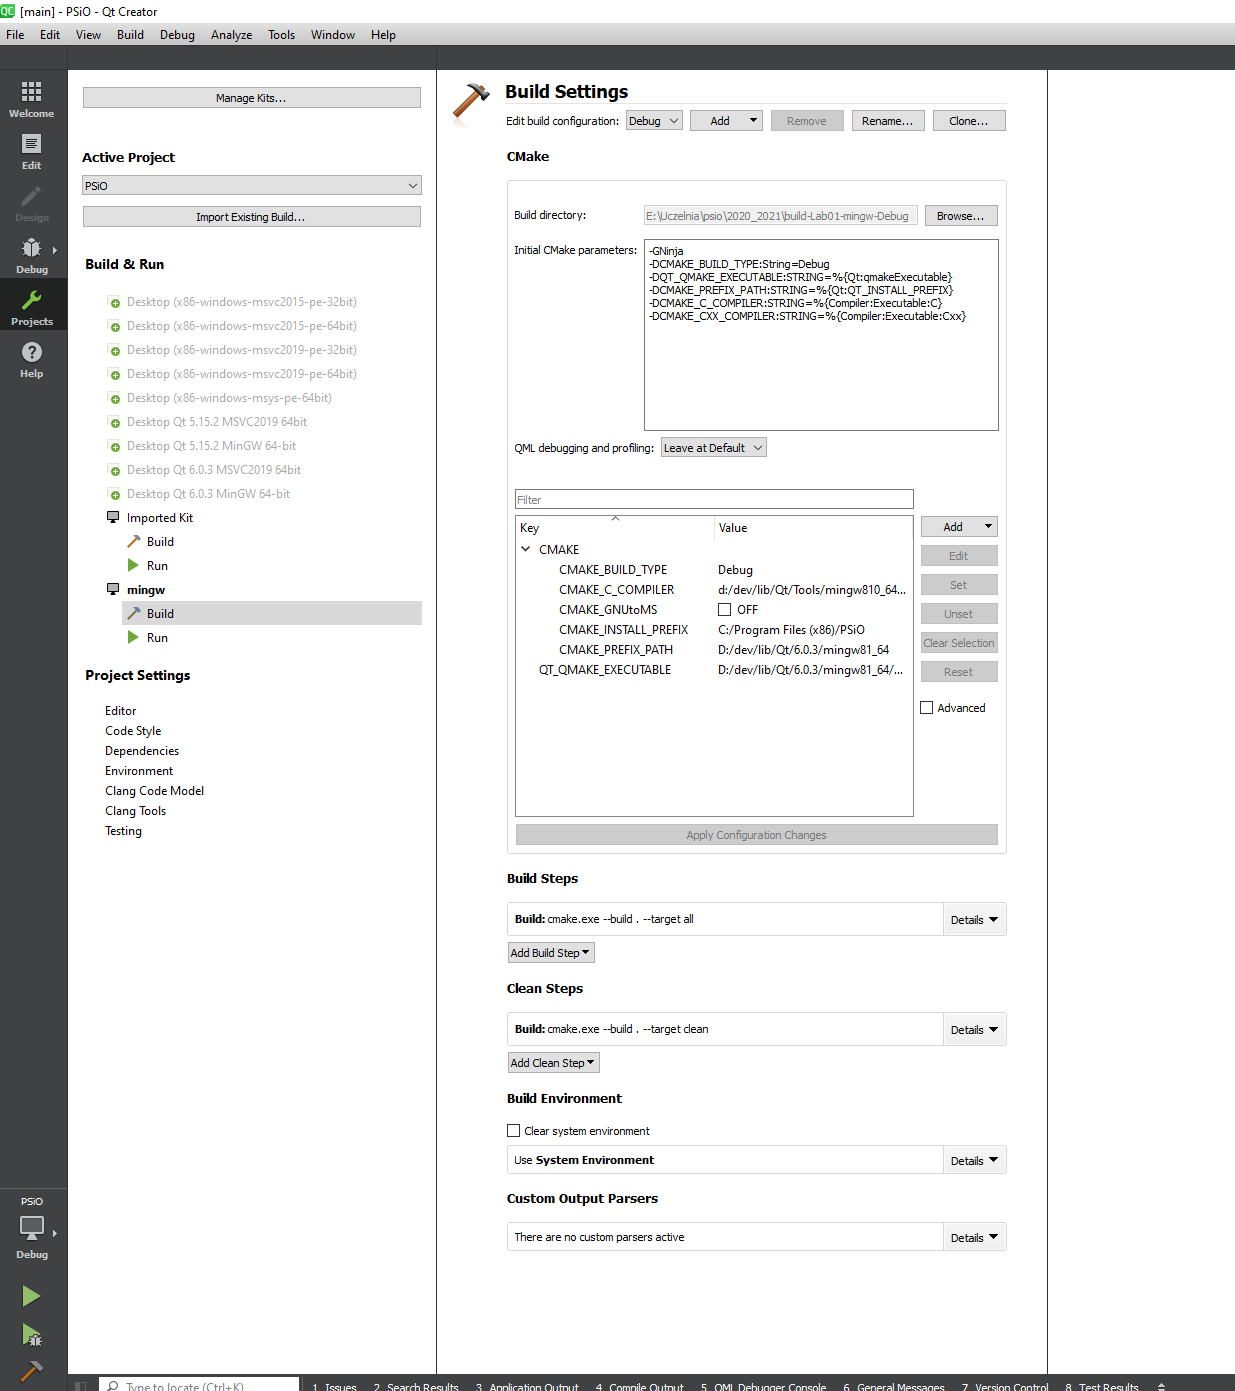 QC [main] - PSiO - Qt Creator
File Edit View Build Debug Analyze Tools Window Help
Welcome
Edit
Design
Debug
Projects
Help
PSiO
Debug
Manage Kits...
Active Project
PSiO
Import Existing Build...
Build & Run
Desktop (x86-windows-msvc2015-pe-32bit)
Desktop (x86-windows-msvc2015-pe-64bit)
Desktop (x86-windows-msvc2019-pe-32bit)
Desktop (x86-windows-msvc2019-pe-64bit)
Desktop (x86-windows-msys-pe-64bit)
Desktop Qt 5.15.2 MSVC2019 64bit
Desktop Qt 5.15.2 MinGW 64-bit
Desktop Qt 6.0.3 MSVC2019 64bit
Desktop Qt 6.0.3 MinGW 64-bit
Imported Kit
Build
Run
mingw
Build
Run
Project Settings
Editor
Code Style
Dependencies
Environment
Clang Code Model
Clang Tools
Testing
Build Settings
Edit build configuration: Debug Add Remove Rename... Clone...
CMake
Build directory: E:\Uczelnia\psio\2020_2021\build-Lab01-mingw-Debug Browse...
Initial CMake parameters: -GNinja
-DCMAKE_BUILD_TYPE:String=Debug
-DQT_QMAKE_EXECUTABLE:STRING=%{Qt:qmakeExecutable}
-DCMAKE_PREFIX_PATH:STRING=%{Qt:QT_INSTALL_PREFIX}
-DCMAKE_C_COMPILER:STRING=%{Compiler:Executable:C}
-DCMAKE_CXX_COMPILER:STRING=%{Compiler:Executable:Cxx}
QML debugging and profiling: Leave at Default
Filter
Key Value Add
CMAKE
CMAKE_BUILD_TYPE Debug
CMAKE_C_COMPILER d:/dev/lib/Qt/Tools/mingw810_64...
CMAKE_GNUtoMS OFF
CMAKE_INSTALL_PREFIX C:/Program Files (x86)/PSiO
CMAKE_PREFIX_PATH D:/dev/lib/Qt/6.0.3/mingw81_64
QT_QMAKE_EXECUTABLE D:/dev/lib/Qt/6.0.3/mingw81_64/...
Edit
Set
Unset
Clear Selection
Reset
Advanced
Apply Configuration Changes
Build Steps
Build: cmake.exe --build . --target all Details
Add Build Step
Clean Steps
Build: cmake.exe --build . --target clean Details
Add Clean Step
Build Environment
Clear system environment
Use System Environment Details
Custom Output Parsers
There are no custom parsers active Details
Type to locate (Ctrl+K) 1 Issues 2 Search Results 3 Application Output 4 Compile Output 5 QML Debugger Console 6 General Messages 7 Version Control 8 Test Results